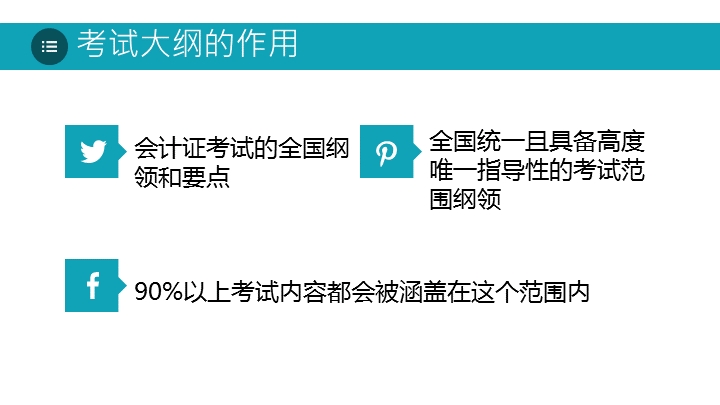 考试大纲的作用
会计证考试的全国纲
领和要点
全国统一且具备高度
唯一指导性的考试范
围纲领
90%以上考试内容都会被涵盖在这个范围内